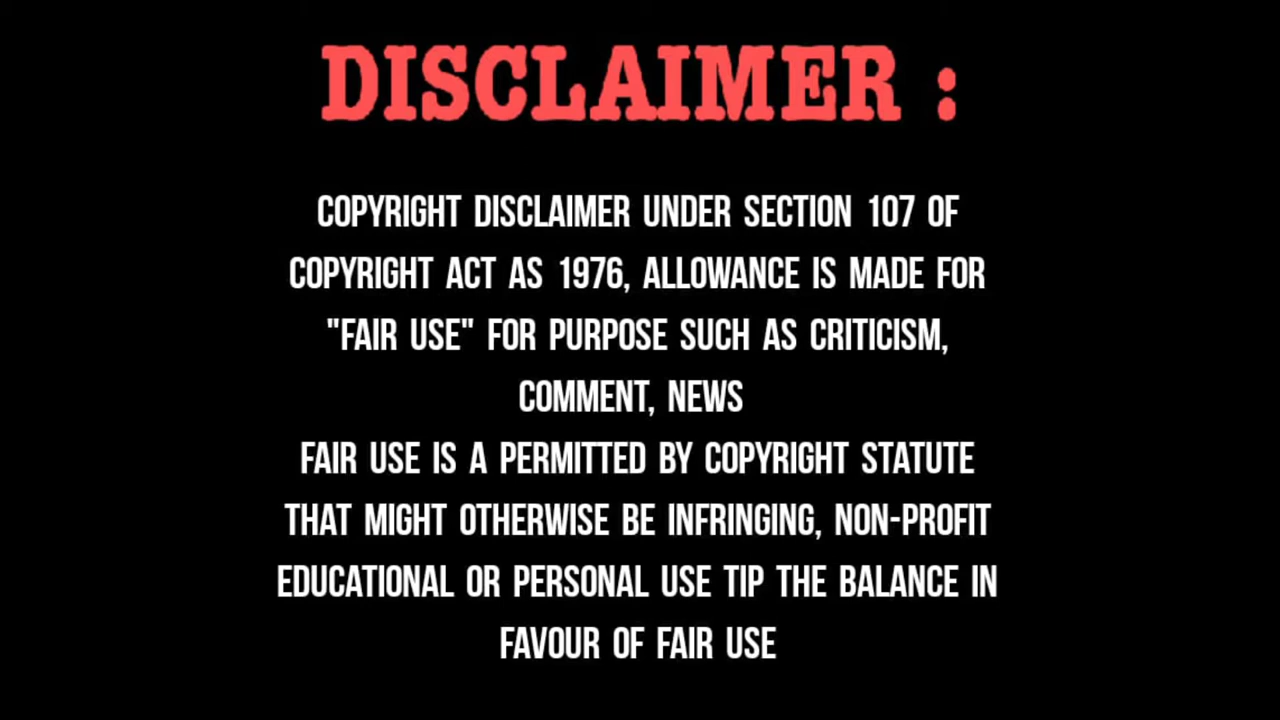 DISCLAIMER :
COPYRIGHT DISCLAIMER UNDER SECTION 107 OF
COPYRIGHT ACT AS 1976, ALLOWANCE IS MADE FOR
"FAIR USE" FOR PURPOSE SUCH AS CRITICISM,
COMMENT, NEWS
FAIR USE IS A PERMITTED BY COPYRIGHT STATUTE
THAT MIGHT OTHERWISE BE INFRINGING, NON-PROFIT
EDUCATIONAL OR PERSONAL USE TIP THE BALANCE IN
FAVOUR OF FAIR USE